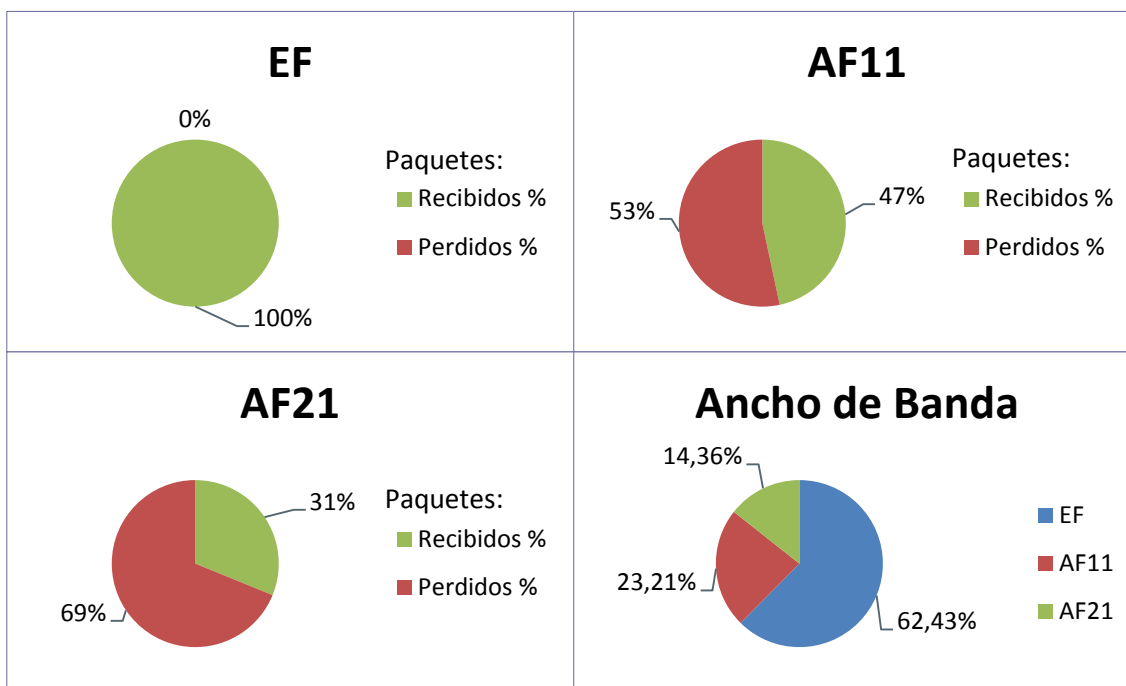 EF
0%
100%
Paquetes:
Recibidos %
Perdidos %
AF11
53%
47%
Paquetes:
Recibidos %
Perdidos %
AF21
31%
69%
Paquetes:
Recibidos %
Perdidos %
Ancho de Banda
14,36%
23,21%
62,43%
EF
AF11
AF21